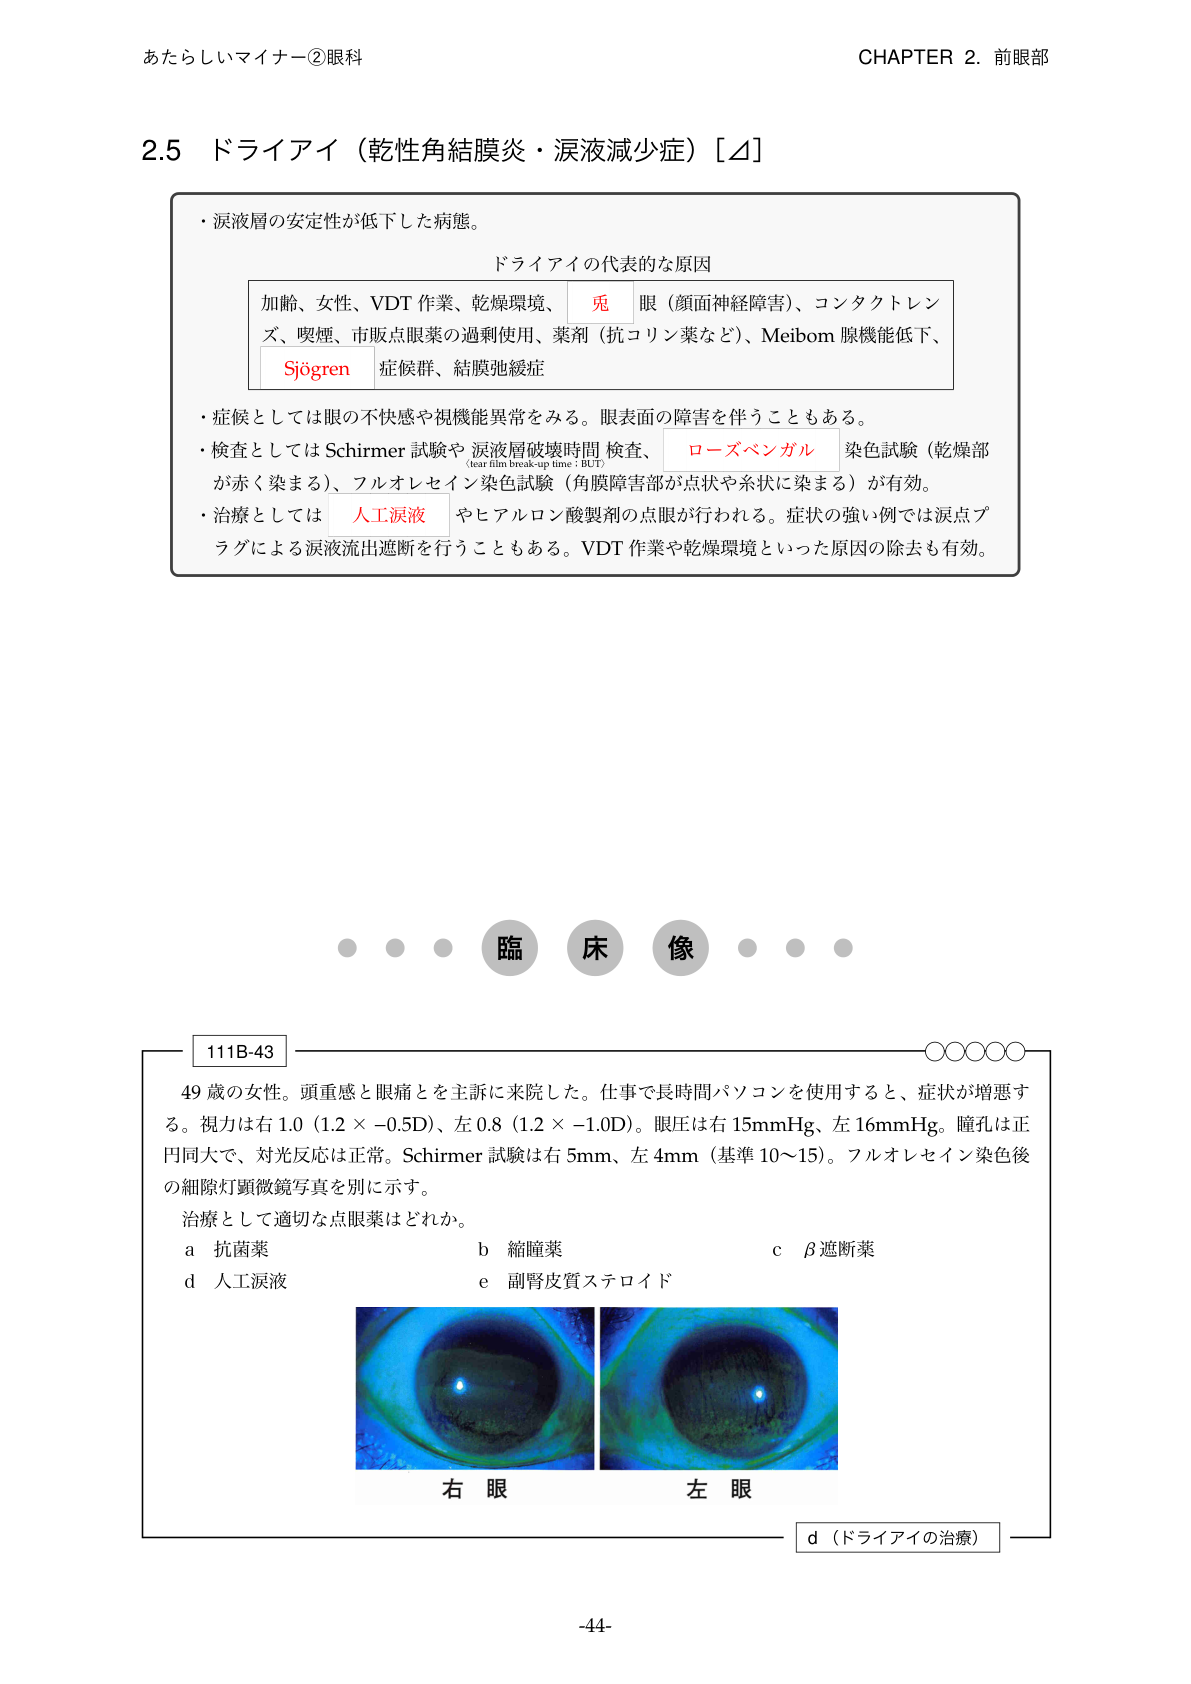 あたらしいマイナー②眼科
CHAPTER 2. 前眼部
2.5 ドライアイ（乾性角結膜炎・涙液減少症）［⊿］
・涙液層の安定性が低下した病態。
ドライアイの代表的な原因
加齢、女性、VDT 作業、乾燥環境、 兎 眼（顔面神経障害）、コンタクトレン
ズ、喫煙、市販点眼薬の過剰使用、薬剤（抗コリン薬など）、Meibom 腺機能低下、
Sjögren 症候群、結膜弛緩症
・症候としては眼の不快感や視機能異常をみる。眼表面の障害を伴うこともある。
・検査としては Schirmer 試験や 涙液層破壊時間 検査、 ローズベンガル 染色試験（乾燥部
〈tear film break-up time：BUT〉
が赤く染まる）、フルオレセイン染色試験（角膜障害部が点状や糸状に染まる）が有効。
・治療としては 人工涙液 やヒアルロン酸製剤の点眼が行われる。症状の強い例では涙点プ
ラグによる涙液流出遮断を行うこともある。VDT 作業や乾燥環境といった原因の除去も有効。
臨 床 像
111B-43
49 歳の女性。頭重感と眼痛とを主訴に来院した。仕事で長時間パソコンを使用すると、症状が増悪す
る。視力は右 1.0（1.2 × −0.5D）、左 0.8（1.2 × −1.0D）。眼圧は右 15mmHg、左 16mmHg。瞳孔は正
円同大で、対光反応は正常。Schirmer 試験は右 5mm、左 4mm（基準 10〜15）。フルオレセイン染色後
の細隙灯顕微鏡写真を別に示す。
治療として適切な点眼薬はどれか。
a 抗菌薬 b 縮瞳薬 c β遮断薬
d 人工涙液 e 副腎皮質ステロイド
右 眼 左 眼
d （ドライアイの治療）
-44-